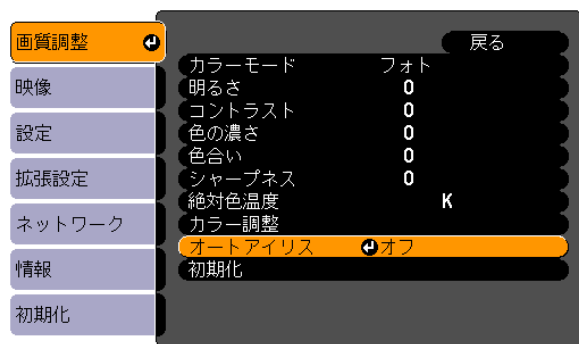 画質調整
映像
設定
拡張設定
ネットワーク
情報
初期化
戻る
カラーモード フォト
明るさ 0
コントラスト 0
色の濃さ 0
色合い 0
シャープネス 0
絶対色温度 K
カラー調整
オートアイリス オフ
初期化